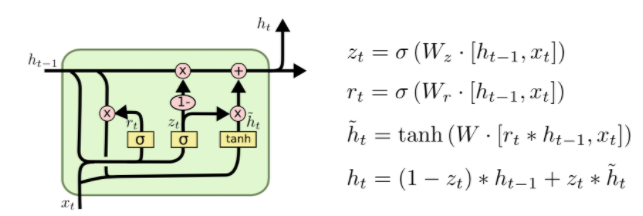 h_t
h_{t-1}
x
+
1-
x
r_t
z_t
x
h̃_t
σ
σ
tanh
x_t
z_t = σ (W_z · [h_{t-1}, x_t])
r_t = σ (W_r · [h_{t-1}, x_t])
h̃_t = tanh (W · [r_t * h_{t-1}, x_t])
h_t = (1 − z_t) * h_{t-1} + z_t * h̃_t